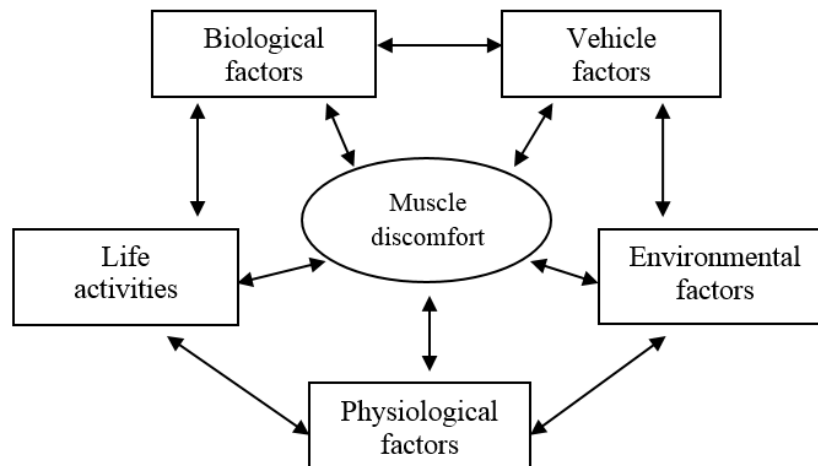 Biological
factors
Vehicle
factors
Muscle
discomfort
Life
activities
Environmental
factors
Physiological
factors